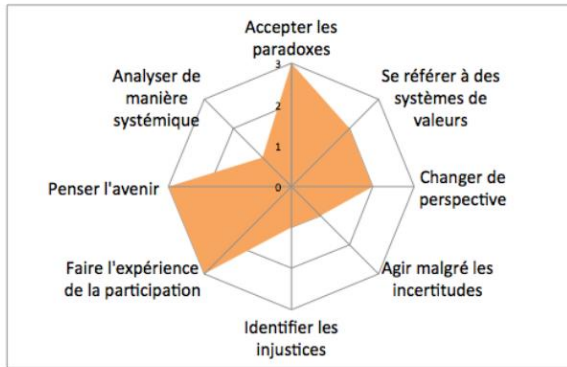 Accepter les
paradoxes
Se référer à des
systèmes de
valeurs
Changer de
perspective
Agir malgré les
incertitudes
Identifier les
injustices
Faire l'expérience
de la participation
Penser l'avenir
Analyser de
manière
systémique
3
2
1
0